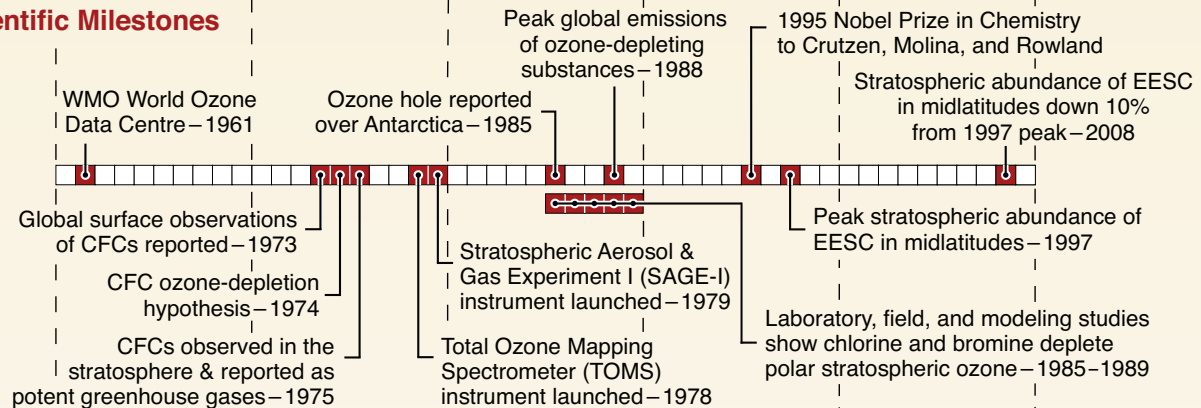 entific Milestones
WMO World Ozone
Data Centre–1961
Ozone hole reported
over Antarctica–1985
Peak global emissions
of ozone-depleting
substances–1988
1995 Nobel Prize in Chemistry
to Crutzen, Molina, and Rowland
Stratospheric abundance of EESC
in midlatitudes down 10%
from 1997 peak–2008
Global surface observations
of CFCs reported–1973
CFC ozone-depletion
hypothesis–1974
CFCs observed in the
stratosphere & reported as
potent greenhouse gases–1975
Stratospheric Aerosol &
Gas Experiment I (SAGE-I)
instrument launched–1979
Total Ozone Mapping
Spectrometer (TOMS)
instrument launched–1978
Peak stratospheric abundance of
EESC in midlatitudes–1997
Laboratory, field, and modeling studies
show chlorine and bromine deplete
polar stratospheric ozone–1985-1989